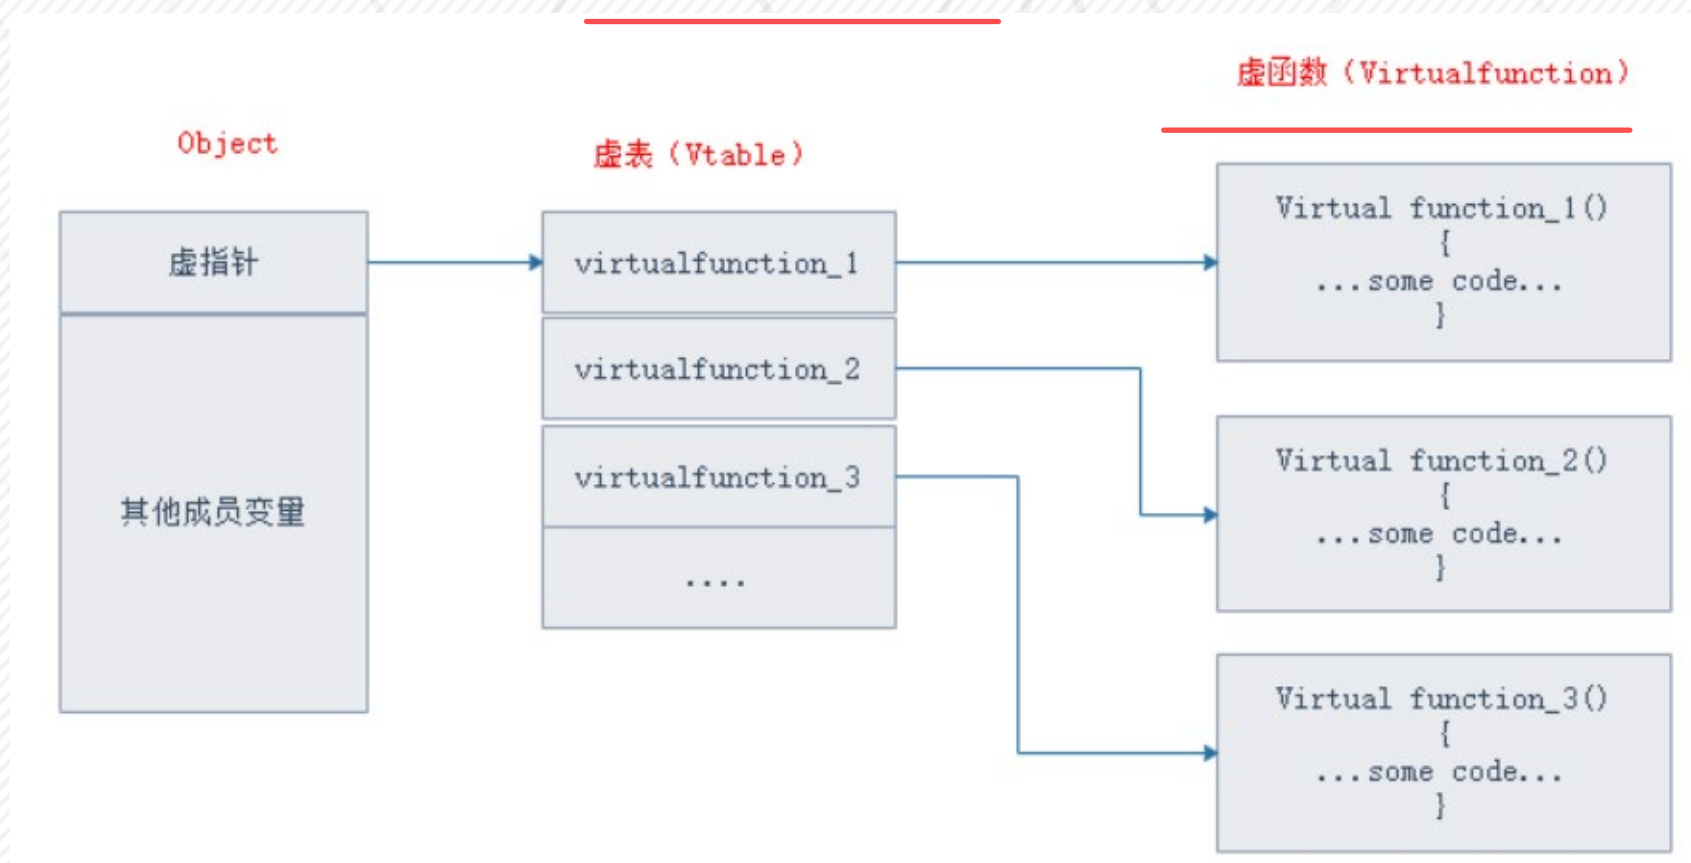 虚函数（Virtualfunction）
Object
虚表（Vtable）
虚指针
其他成员变量
virtualfunction_1
virtualfunction_2
virtualfunction_3
....
Virtual function_1()
{
...some code...
}
Virtual function_2()
{
...some code...
}
Virtual function_3()
{
...some code...
}